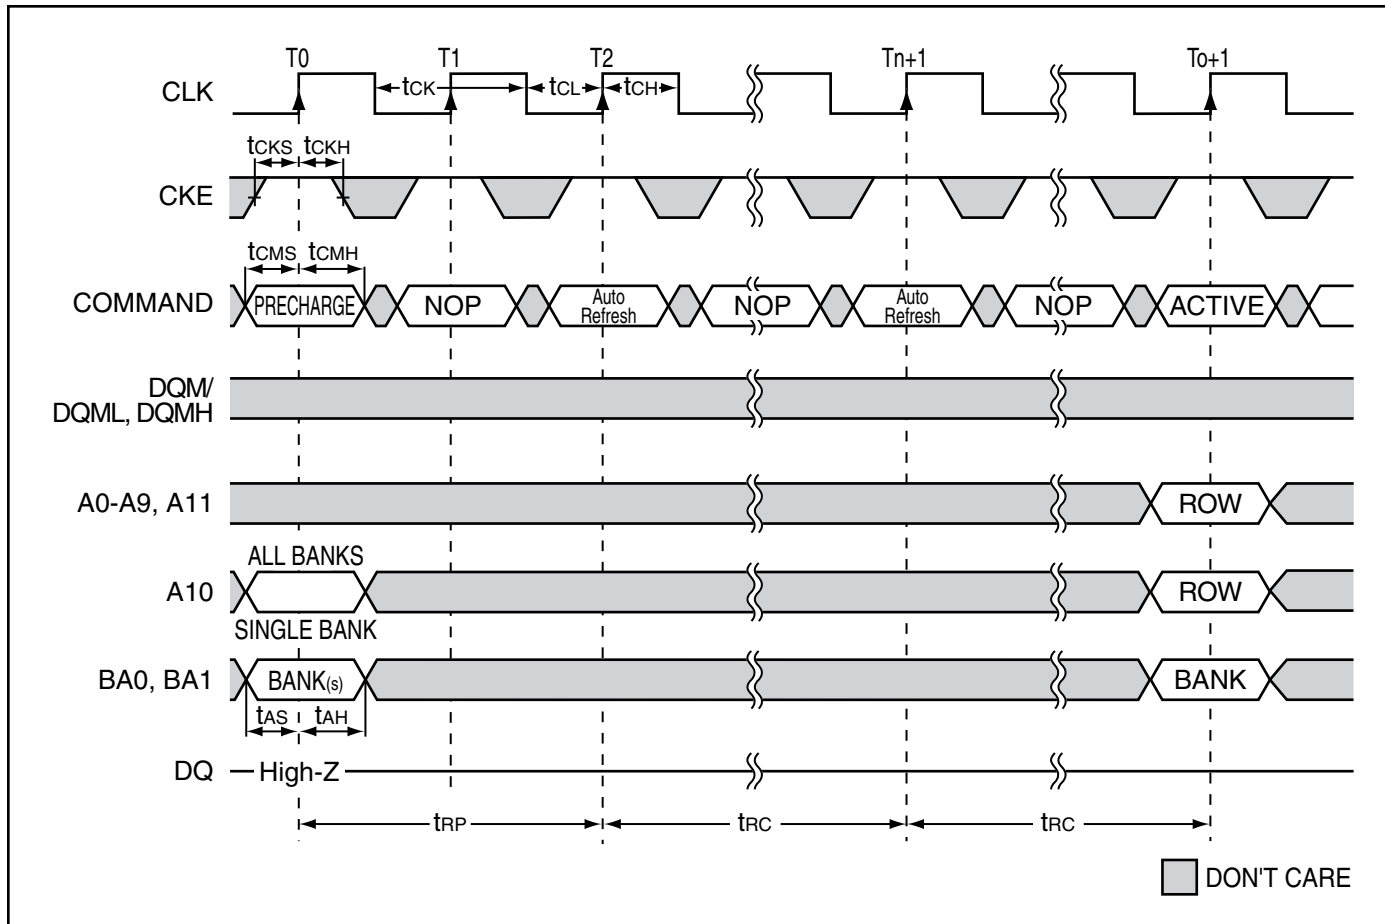 T0 T1 T2 Tn+1 To+1
CLK tCK tCL tCH
tCKS tCKH
CKE
tCMS tCMH
COMMAND PRECHARGE NOP Auto Refresh NOP Auto Refresh NOP ACTIVE
DQM/
DQML, DQMH
A0-A9, A11 ROW
ALL BANKS
A10 ROW
SINGLE BANK
BA0, BA1 BANK(s) BANK
tAS tAH
DQ High-Z
tRP tRC tRC
DON'T CARE